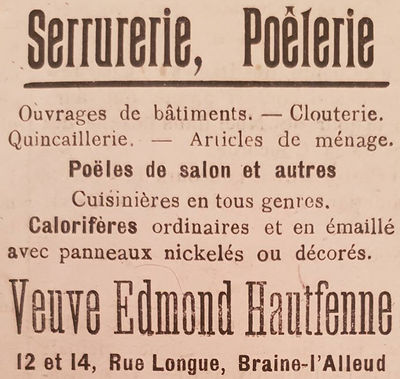 Serrurerie, Poêlerie
Ouvrages de bâtiments. — Clouterie.
Quincaillerie. — Articles de ménage.
Poëles de salon et autres
Cuisinières en tous genres.
Calorifères ordinaires et en émaillé
avec panneaux nickelés ou décorés.
Veuve Edmond Hautfenne
12 et 14, Rue Longue, Braine-l'Alleud